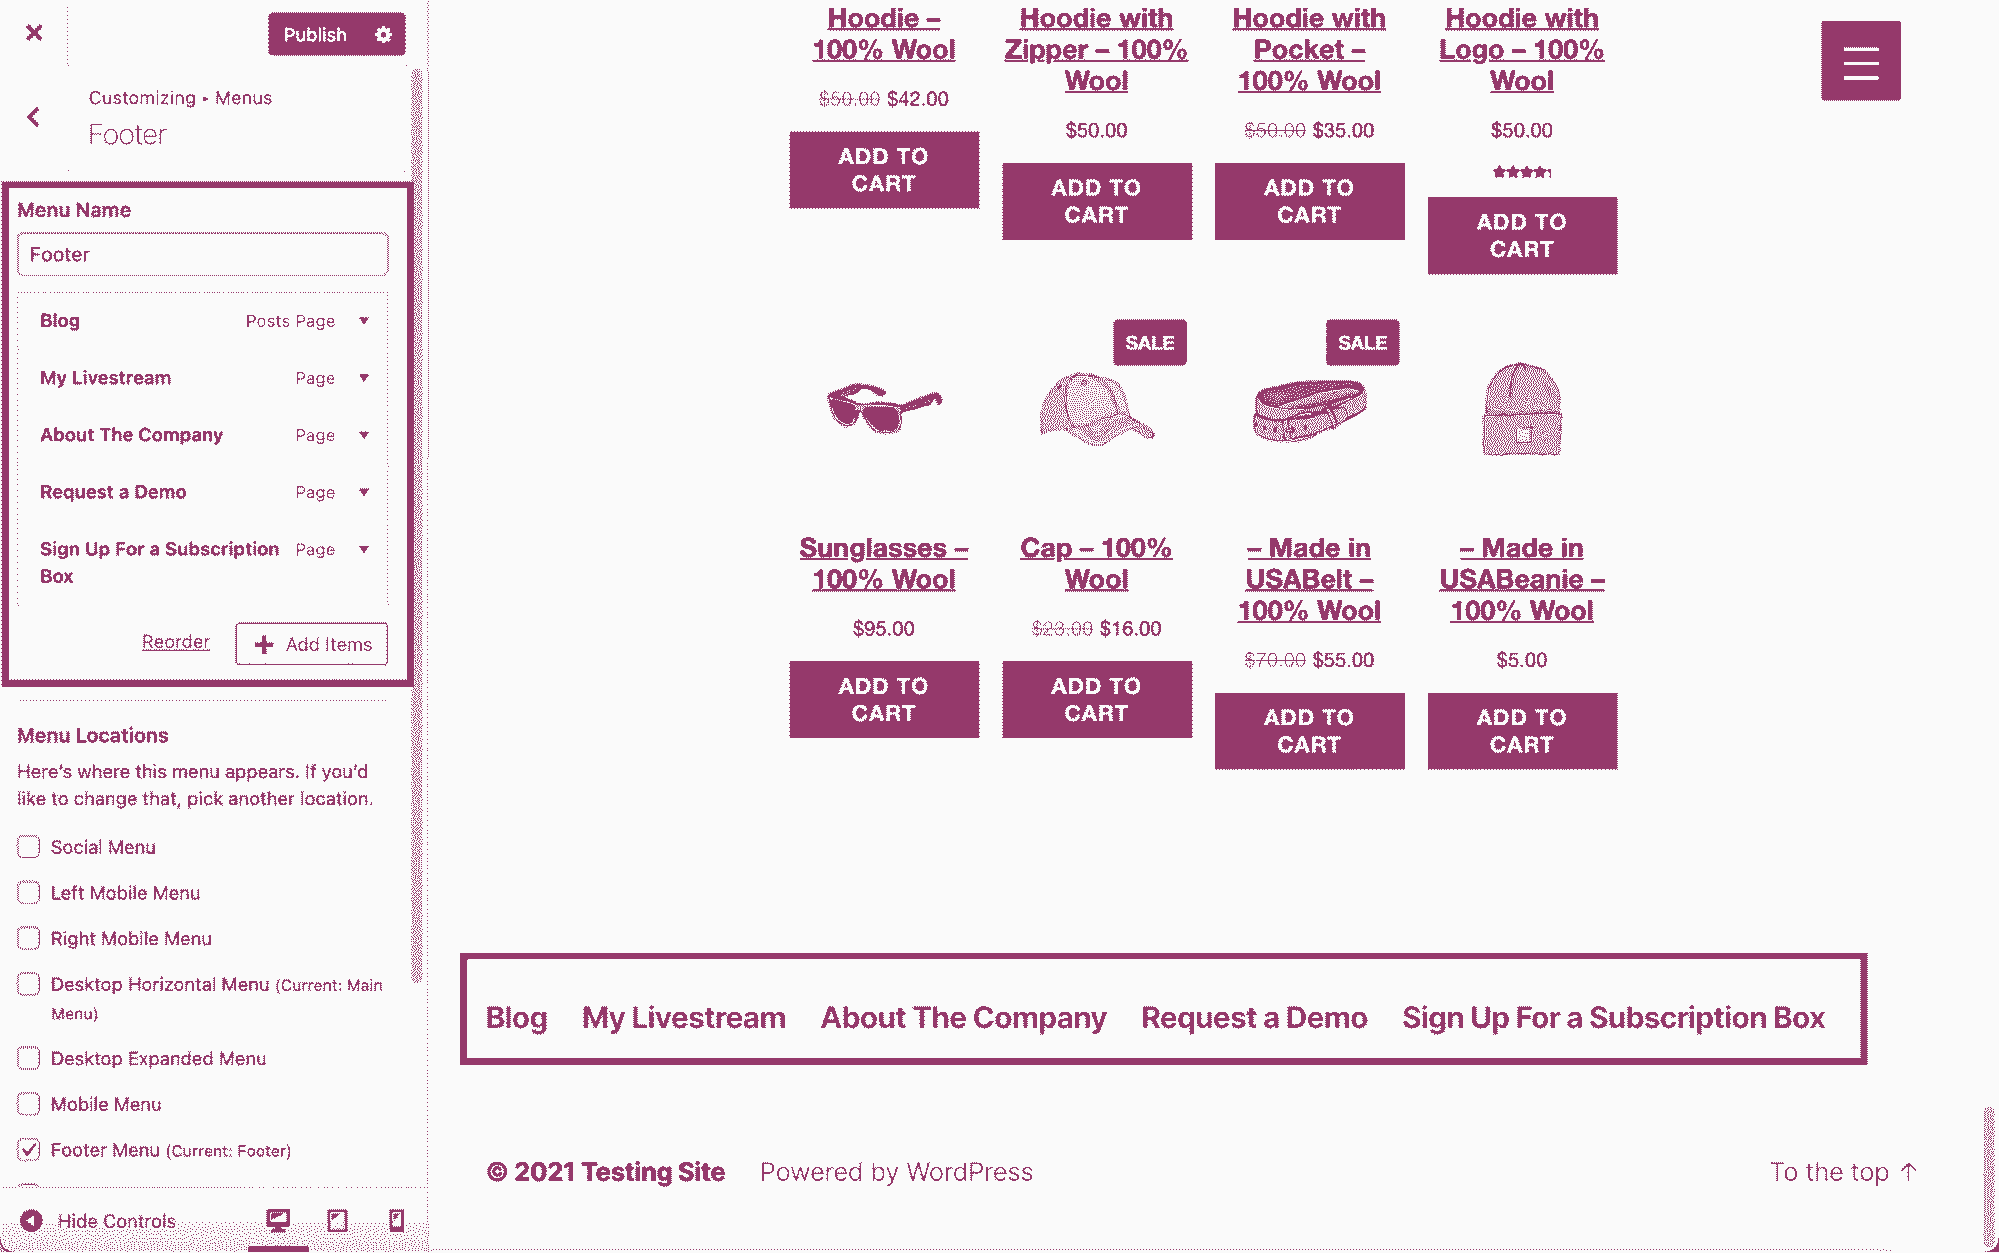 Publish
Customizing ▸ Menus
Footer
Menu Name
Footer
Blog Posts Page
My Livestream Page
About The Company Page
Request a Demo Page
Sign Up For a Subscription Page
Box
Reorder Add Items
Menu Locations
Here's where this menu appears. If you'd
like to change that, pick another location.
Social Menu
Left Mobile Menu
Right Mobile Menu
Desktop Horizontal Menu (Current: Main
Menu)
Desktop Expanded Menu
Mobile Menu
Footer Menu (Current: Footer)
Hide Controls
Hoodie –
100% Wool
$50.00 $42.00
ADD TO
CART
Hoodie with
Zipper – 100%
Wool
$50.00
ADD TO
CART
Hoodie with
Pocket –
100% Wool
$50.00 $35.00
ADD TO
CART
Hoodie with
Logo – 100%
Wool
$50.00
ADD TO
CART
Sunglasses –
100% Wool
$95.00
ADD TO
CART
SALE
Cap – 100%
Wool
$23.00 $16.00
ADD TO
CART
SALE
– Made in
USABelt –
100% Wool
$70.00 $55.00
ADD TO
CART
– Made in
USABeanie –
100% Wool
$5.00
ADD TO
CART
Blog My Livestream About The Company Request a Demo Sign Up For a Subscription Box
© 2021 Testing Site Powered by WordPress To the top ↑